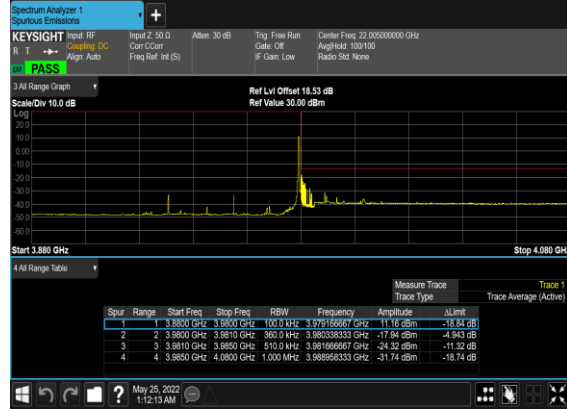 Spectrum Analyzer 1
Spurious Emissions
KEYSIGHT Input: RF Input Z: 50 Ω Atten: 30 dB Trig: Free Run Center Freq: 22.005000000 GHz
R T Coupling: DC Corr CCorr Gate: Off Avg|Hold: 100/100
Align: Auto Freq Ref: Int (S) IF Gain: Low Radio Std: None
PASS
3 All Range Graph
Ref Lvl Offset 18.53 dB
Scale/Div 10.0 dB Ref Value 30.00 dBm
Log
20.0
10.0
0.00
-10.0
-20.0
-30.0
-40.0
-50.0
-60.0
Start 3.880 GHz Stop 4.080 GHz
4 All Range Table
Measure Trace Trace 1
Trace Type Trace Average (Active)
Spur Range Start Freq Stop Freq RBW Frequency Amplitude ΔLimit
1 1 3.8800 GHz 3.9800 GHz 100.0 kHz 3.979166667 GHz 11.16 dBm -18.84 dB
2 2 3.9800 GHz 3.9810 GHz 360.0 kHz 3.980338333 GHz -17.94 dBm -4.943 dB
3 3 3.9810 GHz 3.9850 GHz 510.0 kHz 3.981666667 GHz -24.32 dBm -11.32 dB
4 4 3.9850 GHz 4.0800 GHz 1.000 MHz 3.988958333 GHz -31.74 dBm -18.74 dB
?
May 25, 2022
1:12:13 AM